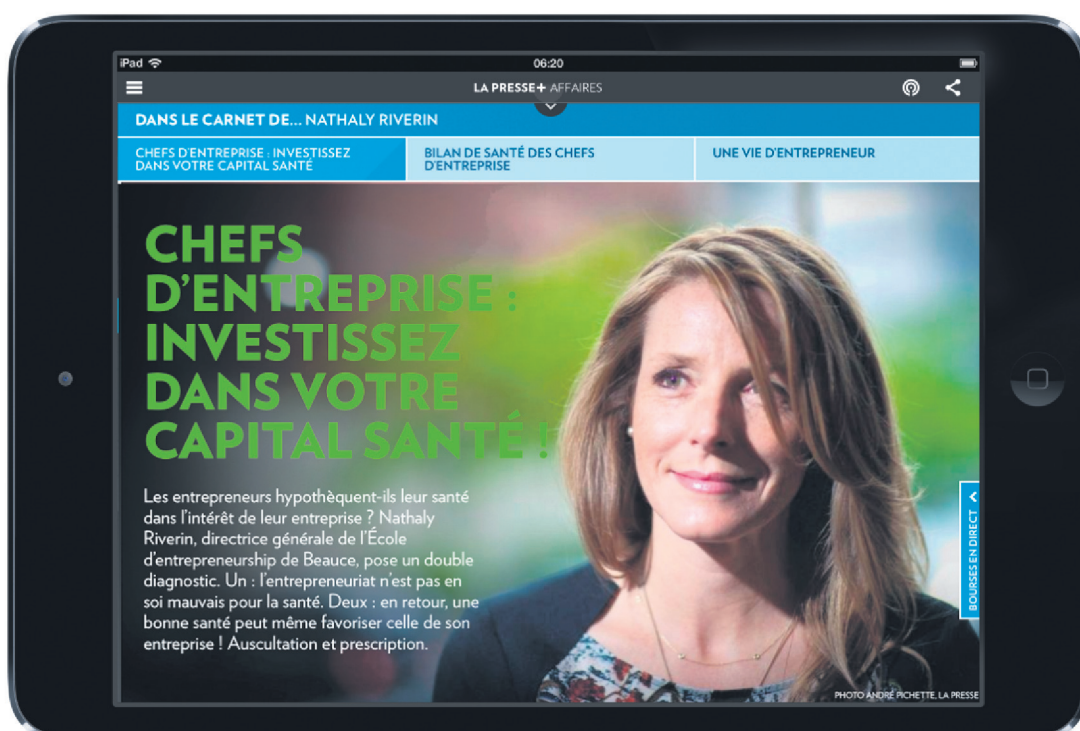 iPad
06:20
LA PRESSE+ AFFAIRES
DANS LE CARNET DE... NATHALY RIVERIN
CHEFS D'ENTREPRISE : INVESTISSEZ
DANS VOTRE CAPITAL SANTÉ
BILAN DE SANTÉ DES CHEFS
D'ENTREPRISE
UNE VIE D'ENTREPRENEUR
CHEFS
D'ENTREPRISE :
INVESTISSEZ
DANS VOTRE
CAPITAL SANTÉ !
Les entrepreneurs hypothèquent-ils leur santé
dans l'intérêt de leur entreprise ? Nathaly
Riverin, directrice générale de l'École
d'entrepreneurship de Beauce, pose un double
diagnostic. Un : l'entrepreneuriat n'est pas en
soi mauvais pour la santé. Deux : en retour, une
bonne santé peut même favoriser celle de son
entreprise ! Auscultation et prescription.
BOURSES EN DIRECT
PHOTO ANDRÉ PICHETTE, LA PRESSE